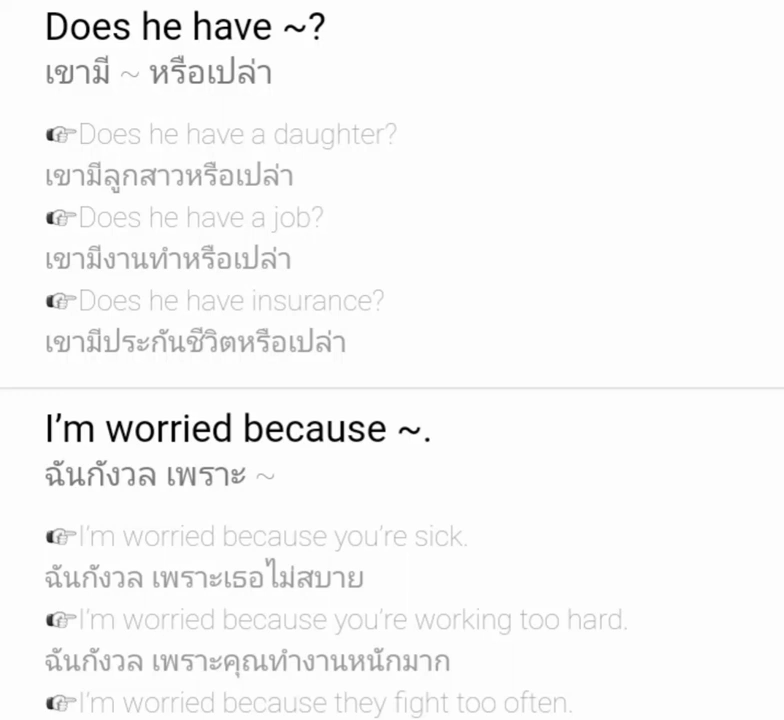 Does he have ~?
เขามี ~ หรือเปล่า
👉Does he have a daughter?
เขามีลูกสาวหรือเปล่า
👉Does he have a job?
เขามีงานทำหรือเปล่า
👉Does he have insurance?
เขามีประกันชีวิตหรือเปล่า
I’m worried because ~.
ฉันกังวล เพราะ ~
👉I’m worried because you’re sick.
ฉันกังวล เพราะเธอไม่สบาย
👉I’m worried because you’re working too hard.
ฉันกังวล เพราะคุณทำงานหนักมาก
👉I’m worried because they fight too often.